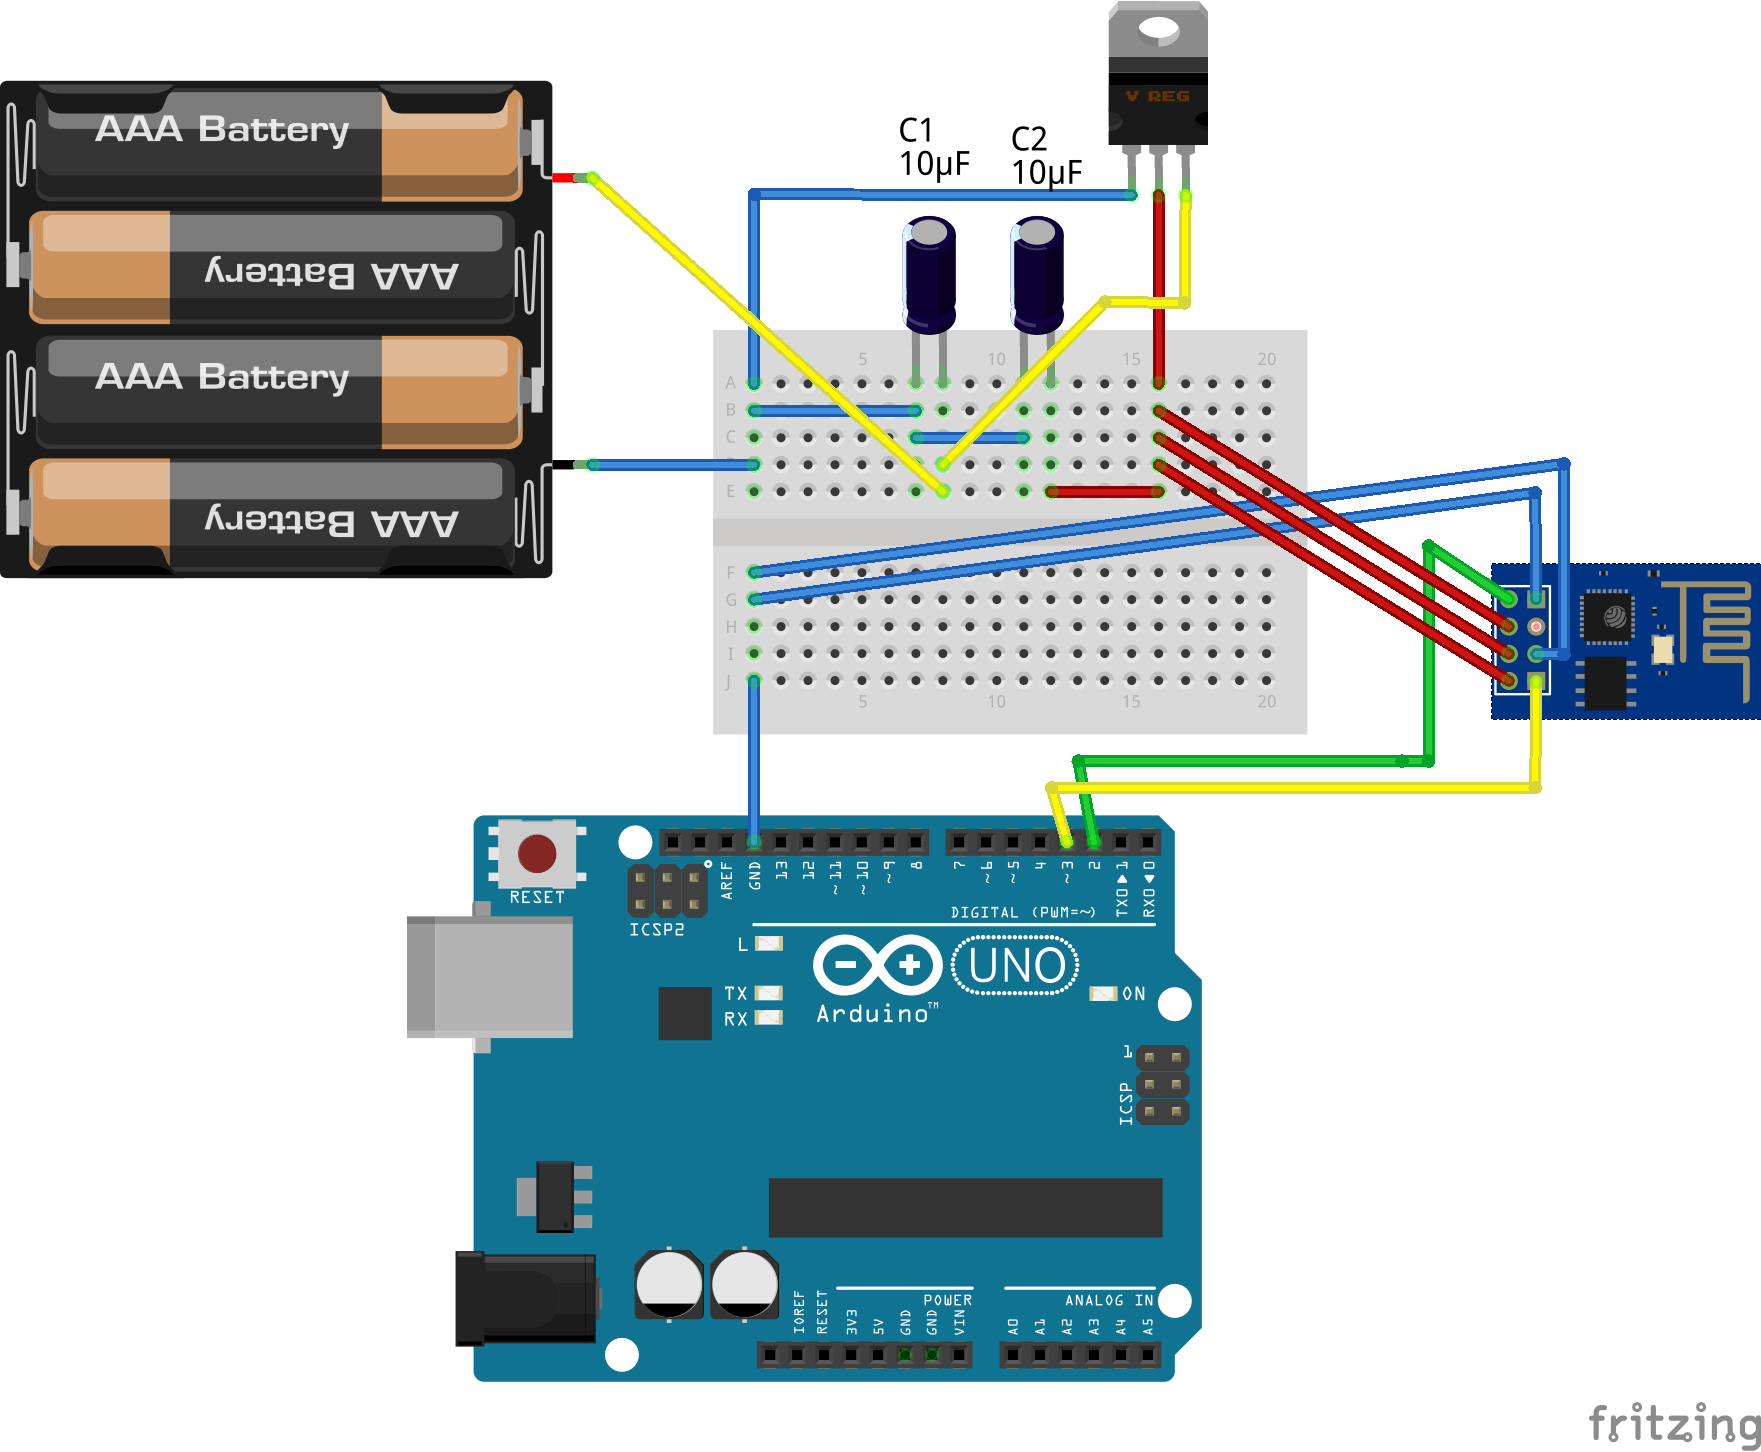 V REG
C1
10μF
C2
10μF
AAA Battery
AAA Battery
AAA Battery
AAA Battery
5 10 15 20
A
B
C
E
F
G
H
I
J
5 10 15 20
RESET
ICSP2
AREF
GND
13
12
~11
~10
~9
8
7
~6
~5
4
~3
2
TX0▶1
RX0◀0
DIGITAL (PWM=~)
L
TX
RX
Arduino™
UNO
ON
1
ICSP
IOREF
RESET
3V3
5V
GND
GND
VIN
POWER
ANALOG IN
A0
A1
A2
A3
A4
A5
fritzing